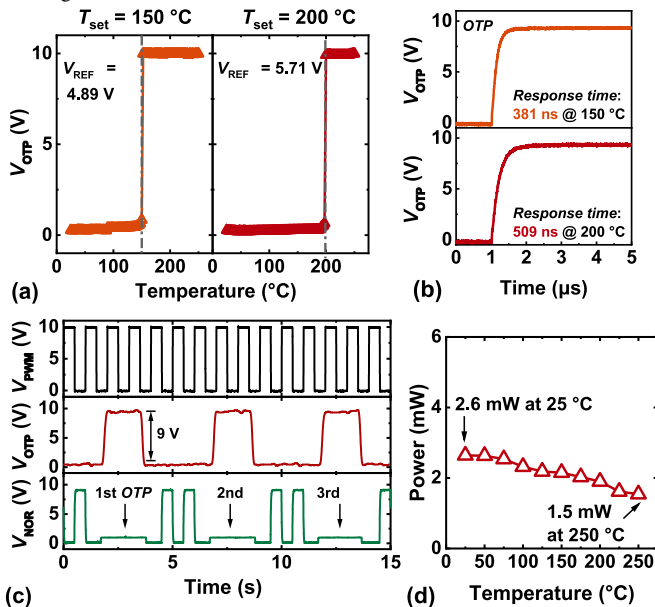 T_set = 150 °C T_set = 200 °C
V_REF =
4.89 V
V_REF = 5.71 V
V_OTP (V)
10
5
0
0 100 200 0 100 200
Temperature (°C)
(a)
OTP
Response time:
381 ns @ 150 °C
V_OTP (V)
10
5
0
Response time:
509 ns @ 200 °C
V_OTP (V)
10
5
0
0 1 2 3 4 5
Time (µs)
(b)
V_PWM (V)
10
5
0
V_OTP (V)
10
5
0
9 V
V_NOR (V)
10
5
0
1st OTP 2nd 3rd
0 5 10 15
Time (s)
(c)
Power (mW)
6
4
2
0
2.6 mW at 25 °C
1.5 mW
at 250 °C
0 50 100 150 200 250
Temperature (°C)
(d)